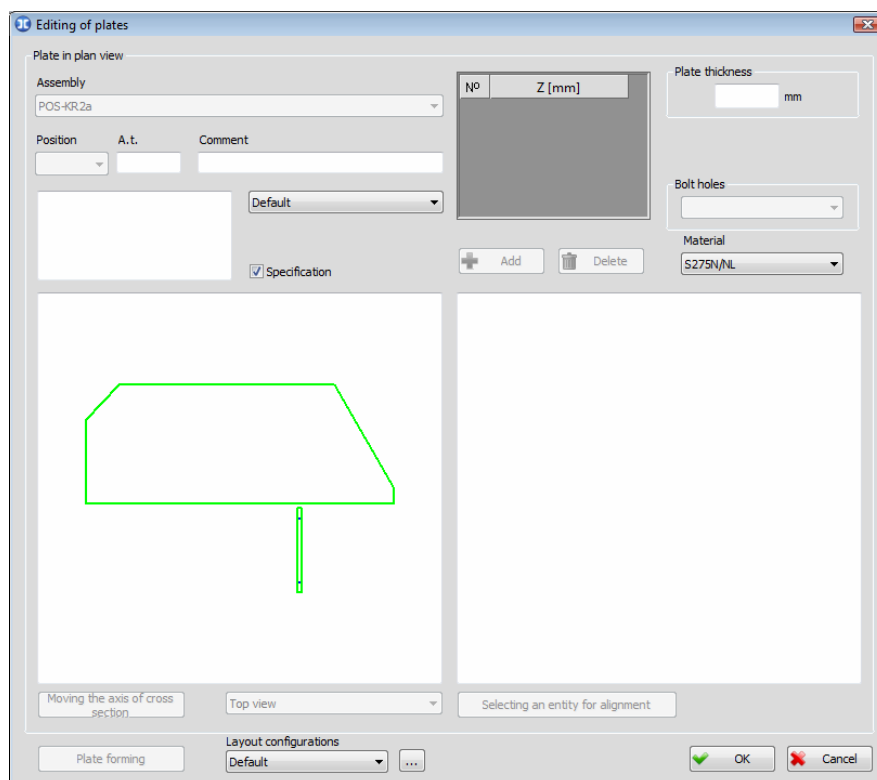 Editing of plates
Plate in plan view
Assembly
POS-KR2a
Position A.t. Comment
Default
Specification
Nº Z [mm]
Add Delete
Plate thickness
mm
Bolt holes
Material
S275N/NL
Moving the axis of cross
section
Top view
Selecting an entity for alignment
Plate forming
Layout configurations
Default
...
OK Cancel